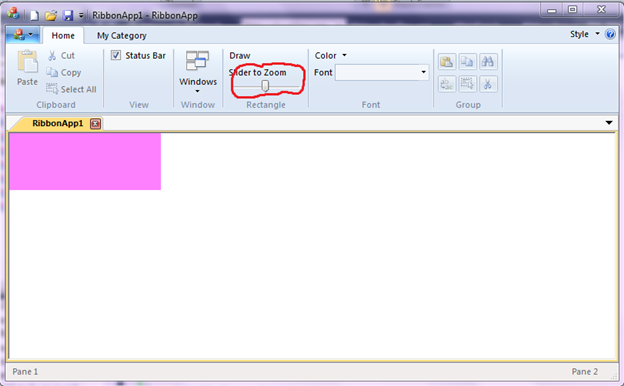 RibbonApp1 - RibbonApp
Home My Category Style
Paste
Cut
Copy
Select All
Clipboard
Status Bar
View
Windows
Window
Draw
Slider to Zoom
Rectangle
Color
Font
Font
Group
RibbonApp1
Pane 1 Pane 2